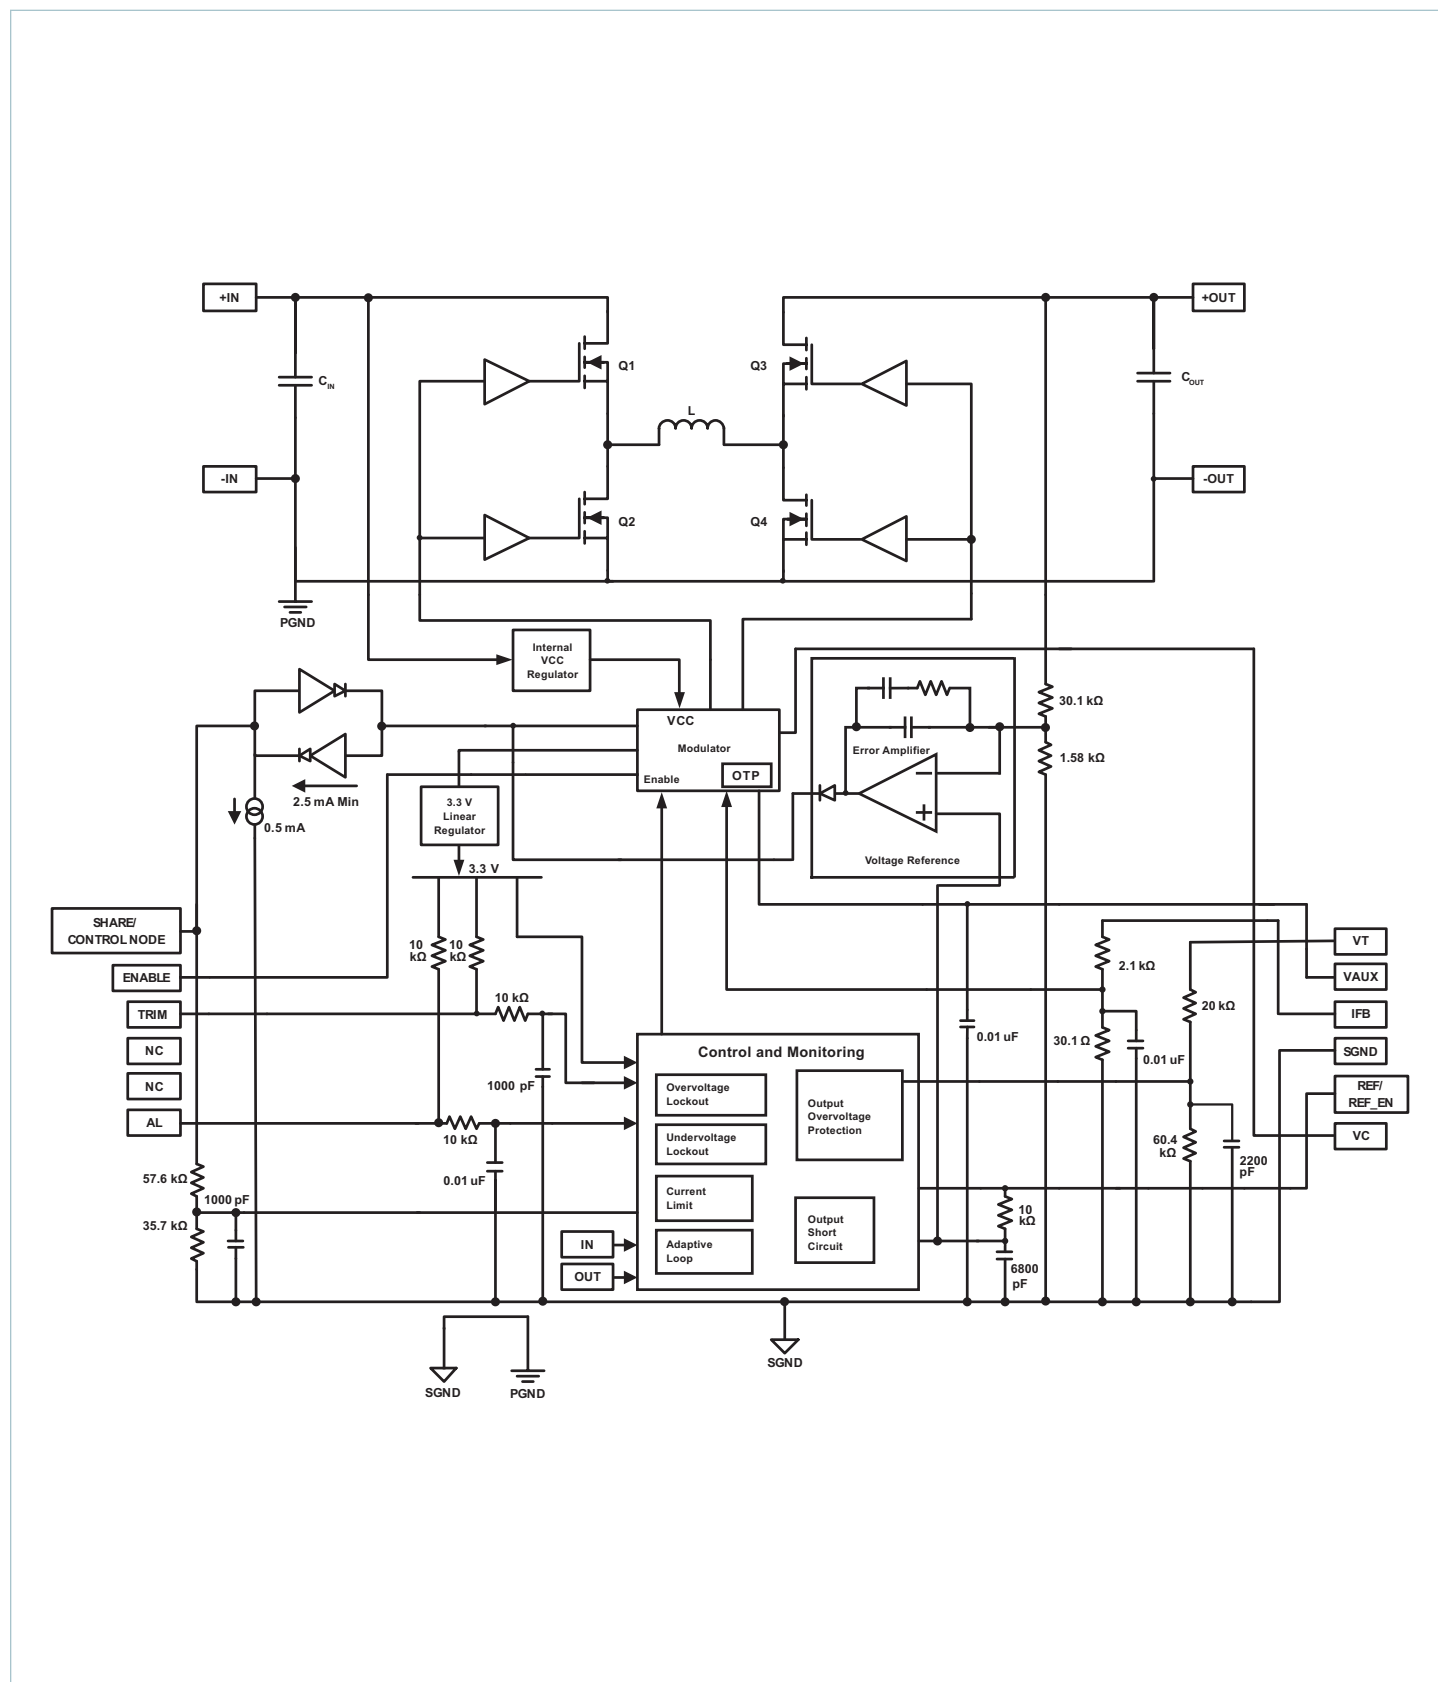 +IN
+OUT
Q1
Q3
C IN
C OUT
L
-IN
-OUT
Q2
Q4
PGND
Internal
VCC
Regulator
VCC
Modulator
Enable
OTP
30.1 kΩ
Error Amplifier
1.58 kΩ
2.5 mA Min
0.5 mA
3.3 V
Linear
Regulator
Voltage Reference
3.3 V
SHARE/
CONTROL NODE
ENABLE
TRIM
NC
NC
AL
10
kΩ
10
kΩ
10 kΩ
1000 pF
10 kΩ
0.01 uF
57.6 kΩ
1000 pF
35.7 kΩ
IN
OUT
Control and Monitoring
Overvoltage
Lockout
Undervoltage
Lockout
Current
Limit
Adaptive
Loop
Output
Overvoltage
Protection
Output
Short
Circuit
0.01 uF
2.1 kΩ
30.1 Ω
0.01 uF
20 kΩ
60.4
kΩ
2200
pF
10
kΩ
6800
pF
VT
VAUX
IFB
SGND
REF/
REF_EN
VC
SGND
SGND
PGND